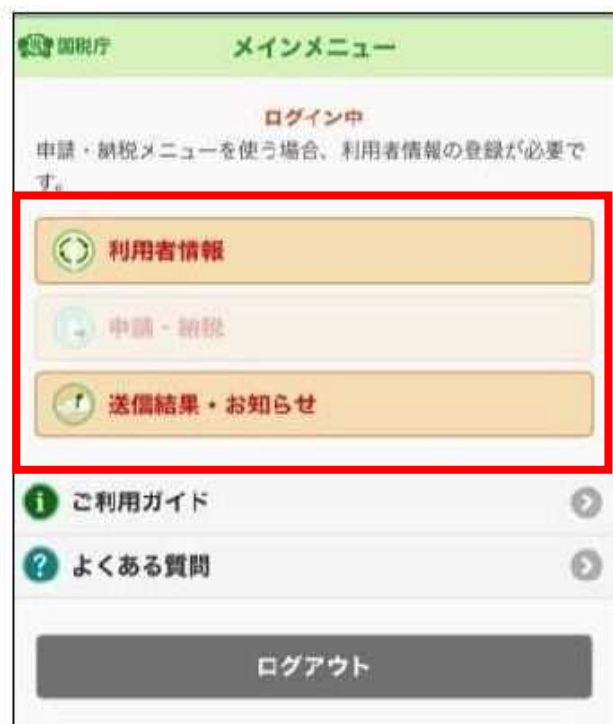 国税庁
メインメニュー
ログイン中
申請・納税メニューを使う場合、利用者情報の登録が必要で
す。
利用者情報
申請・納税
送信結果・お知らせ
ご利用ガイド
よくある質問
ログアウト